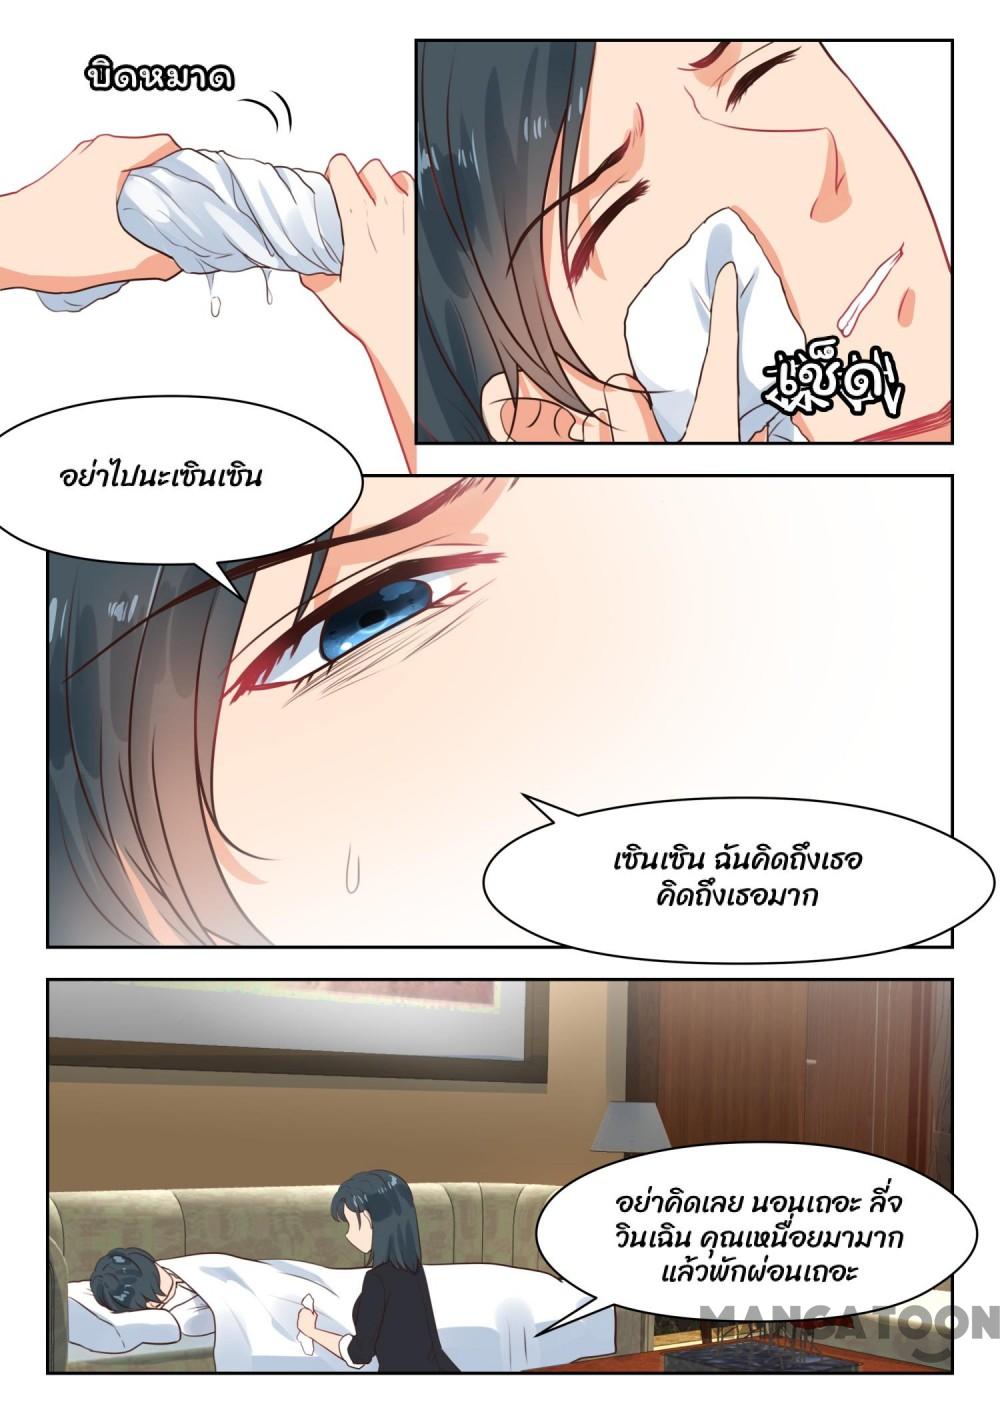 บิดหมาด
เช็ด
อย่าไปนะเซินเซิน
เซินเซิน ฉันคิดถึงเธอ
คิดถึงเธอมาก
อย่าคิดเลย นอนเถอะ ลี่จ
วินเฉิน คุณเหนื่อยมามาก
แล้วพักผ่อนเถอะ
MANGATOON